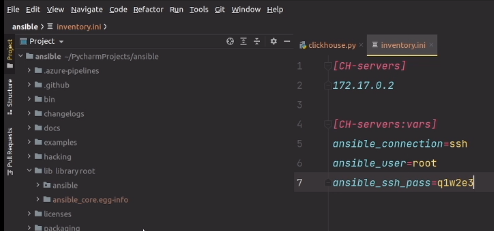 File Edit View Navigate Code Refactor Run Tools Git Window Help
ansible inventory.ini
Project
Structure
Pull Requests
Project
ansible ~/PycharmProjects/ansible
.azure-pipelines
.github
bin
changelogs
docs
examples
hacking
lib library root
ansible
ansible_core.egg-info
licenses
packaging
clickhouse.py inventory.ini
1 [CH-servers]
2 172.17.0.2
3
4 [CH-servers:vars]
5 ansible_connection=ssh
6 ansible_user=root
7 ansible_ssh_pass=q1w2e3